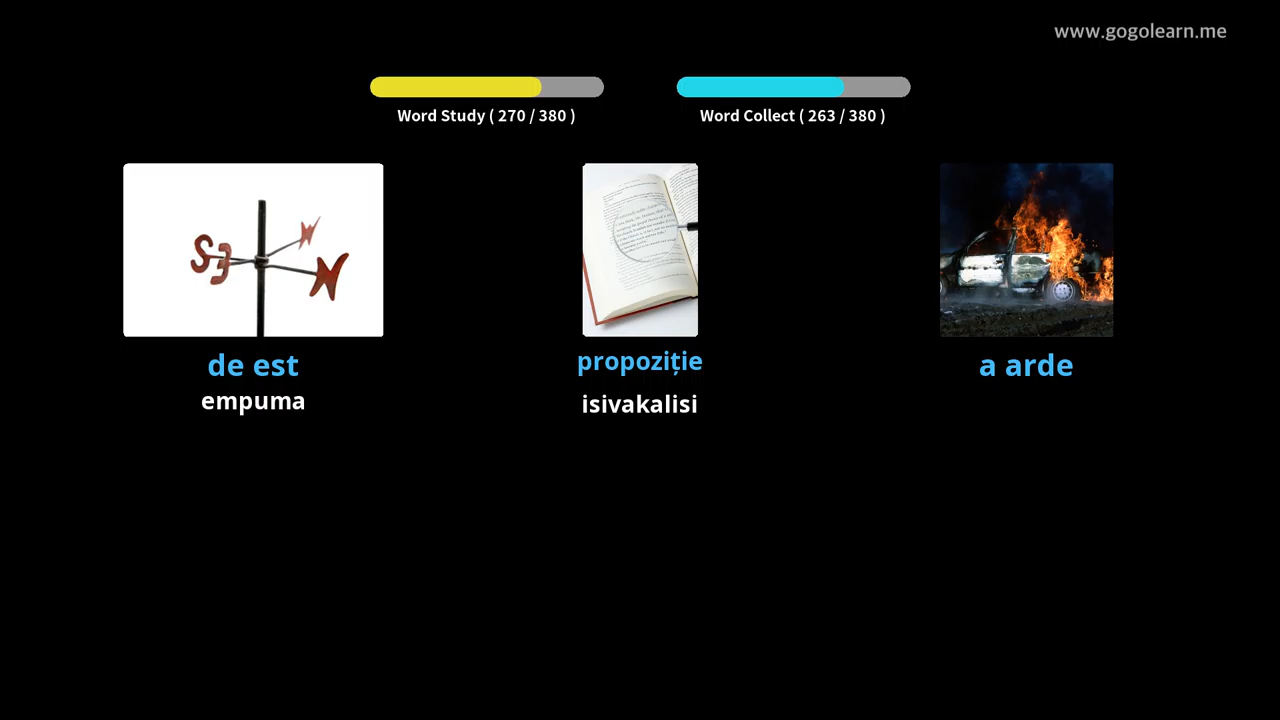 www.gogolearn.me
Word Study ( 270 / 380 )
Word Collect ( 263 / 380 )
de est
empuma
propoziție
isivakalisi
a arde